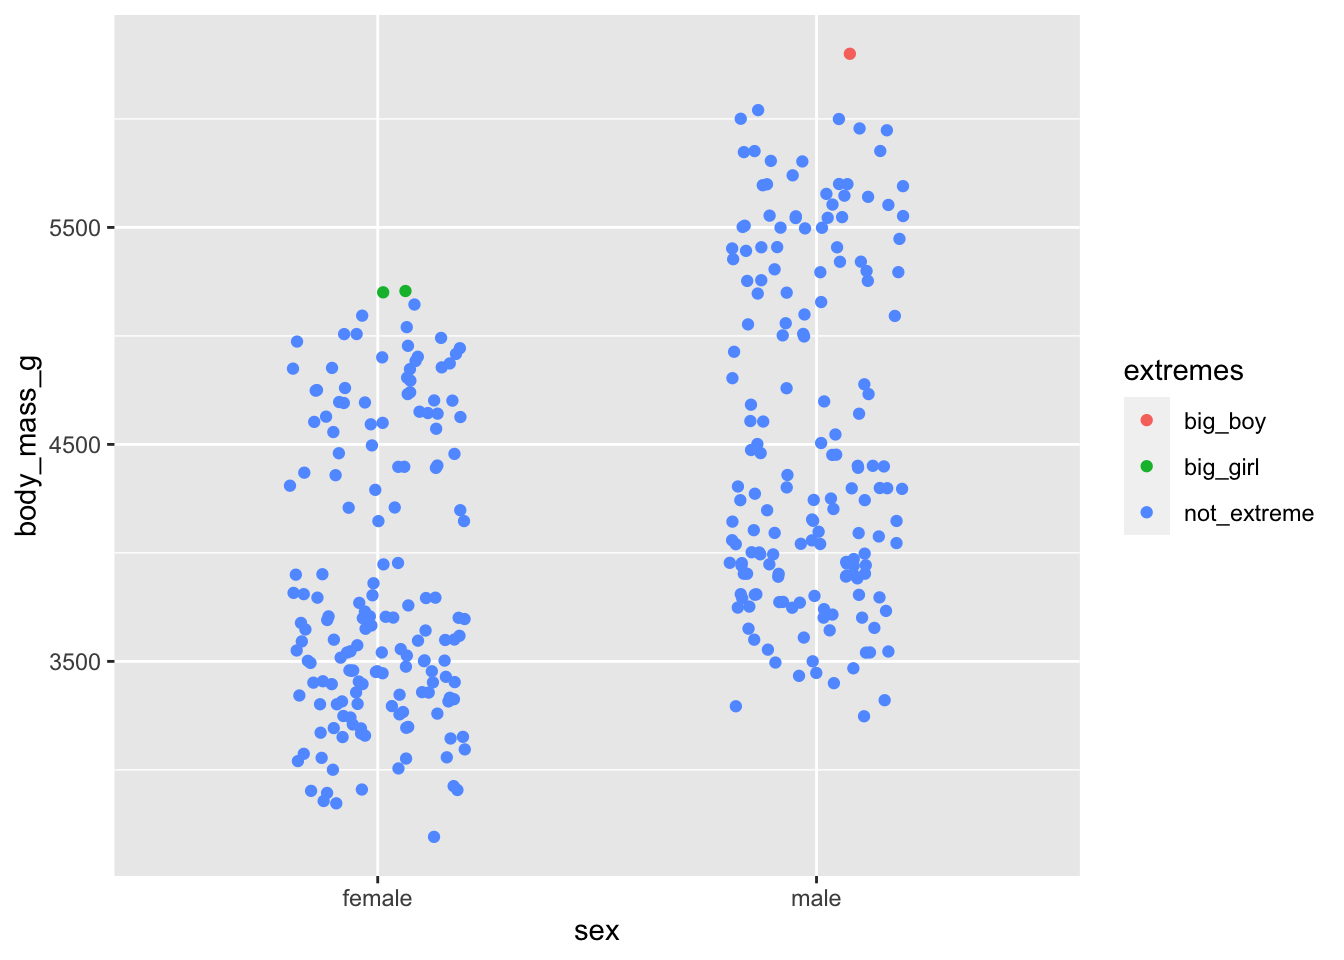 5500
4500
3500
body_mass_g
female
male
sex
extremes
big_boy
big_girl
not_extreme